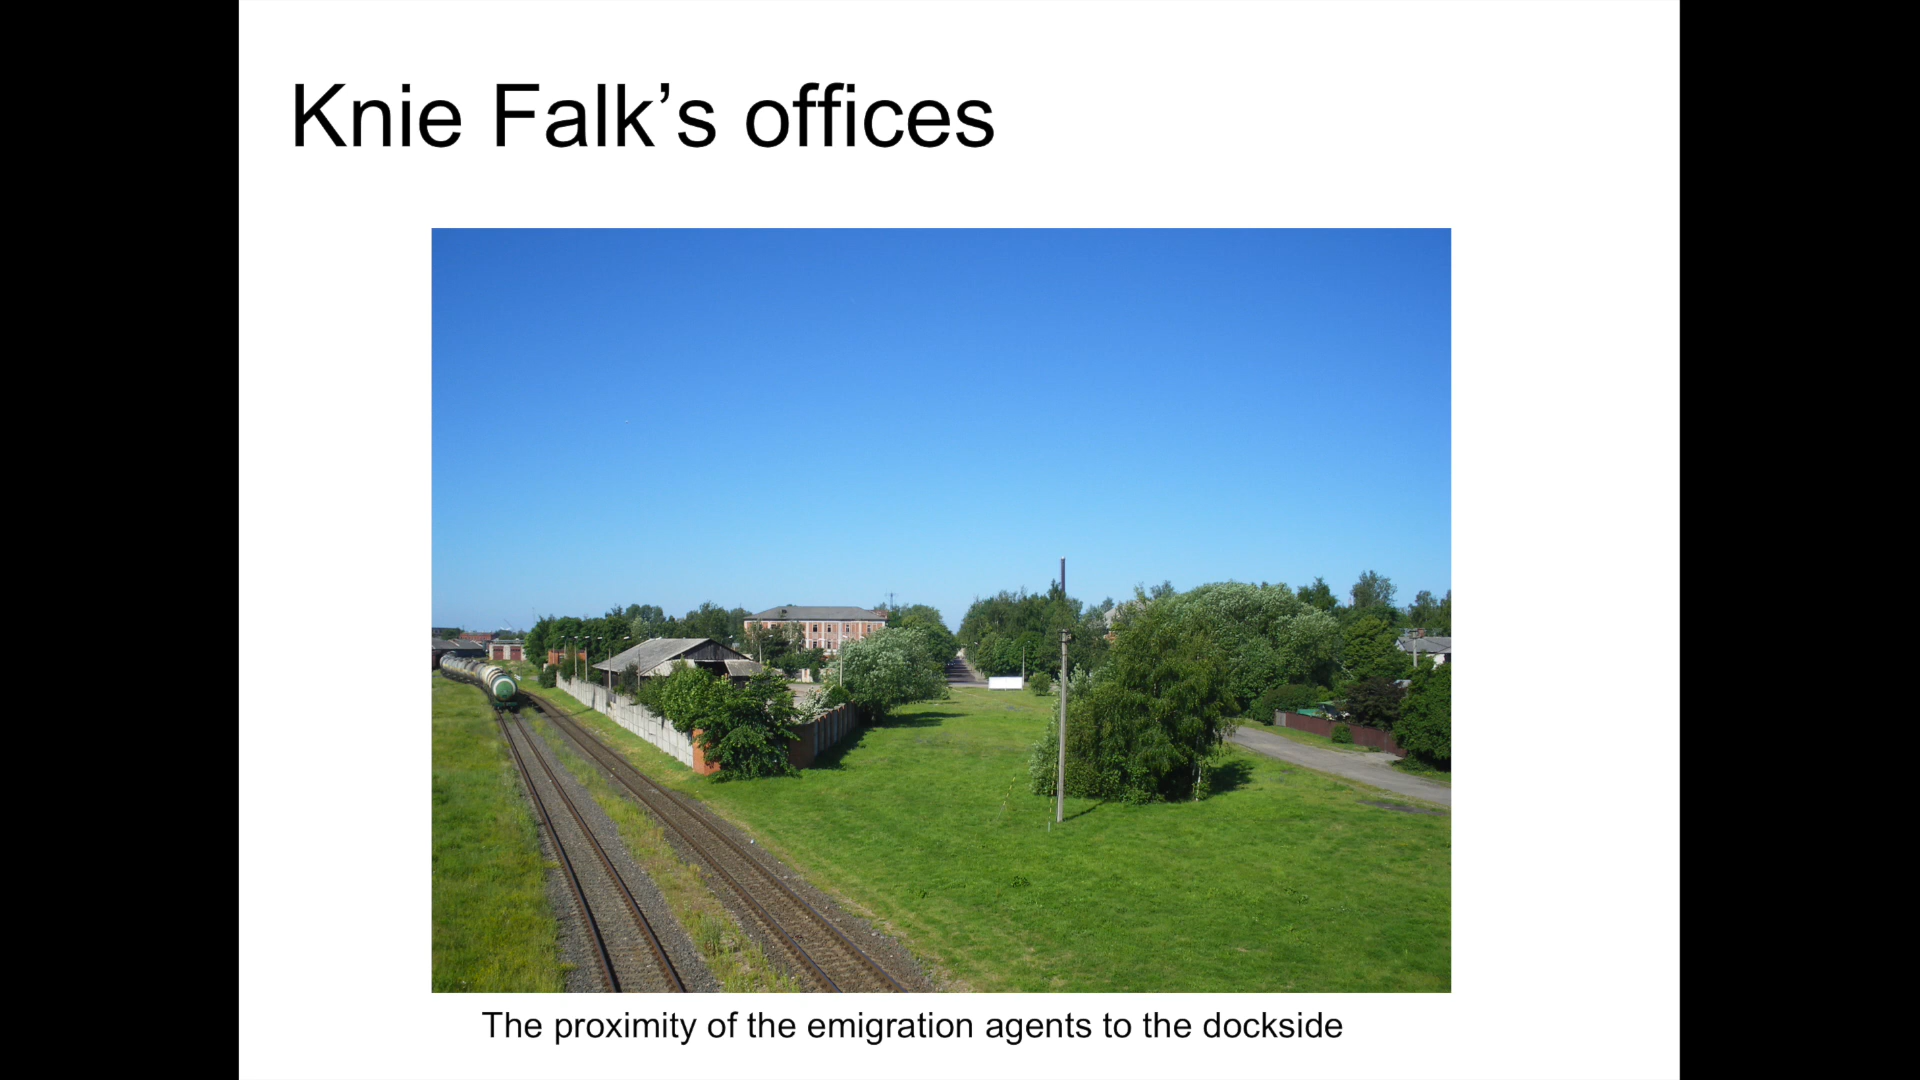 Knie Falk’s offices
The proximity of the emigration agents to the dockside